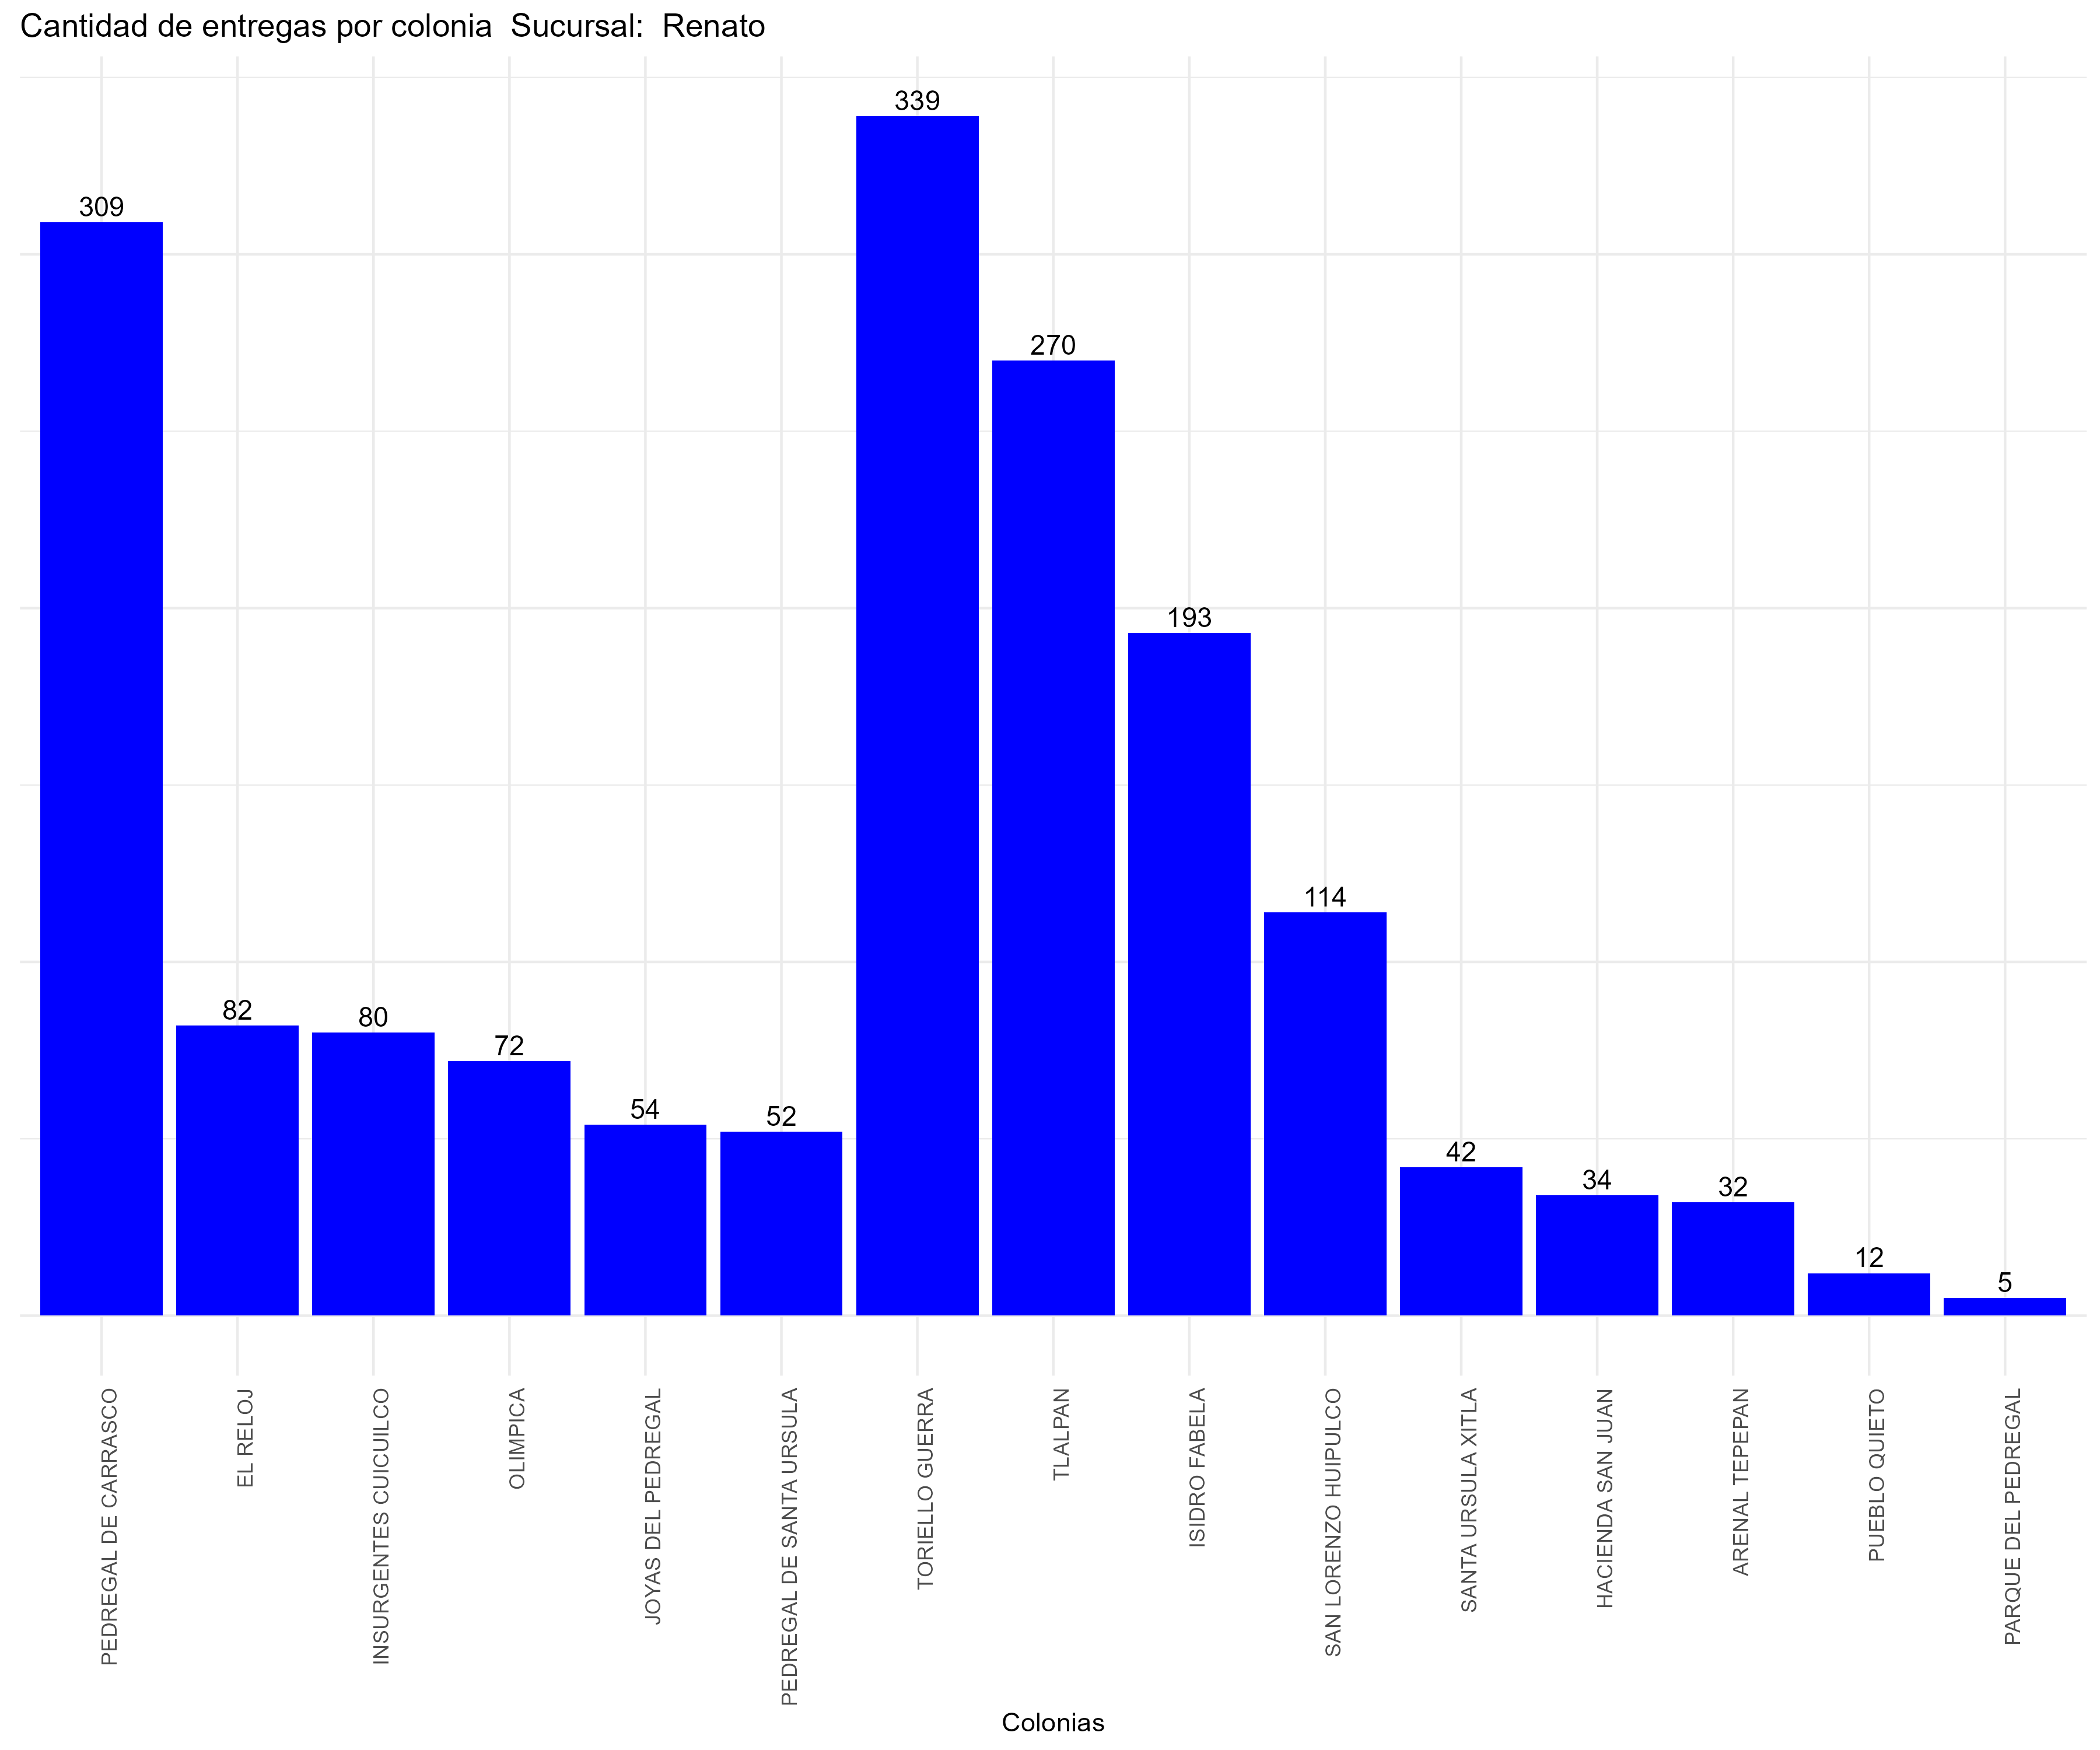 Cantidad de entregas por colonia  Sucursal:  Renato
309
82
80
72
54
52
339
270
193
114
42
34
32
12
5
PEDREGAL DE CARRASCO
EL RELOJ
INSURGENTES CUICUILCO
OLIMPICA
JOYAS DEL PEDREGAL
PEDREGAL DE SANTA URSULA
TORIELLO GUERRA
TLALPAN
ISIDRO FABELA
SAN LORENZO HUIPULCO
SANTA URSULA XITLA
HACIENDA SAN JUAN
ARENAL TEPEPAN
PUEBLO QUIETO
PARQUE DEL PEDREGAL
Colonias